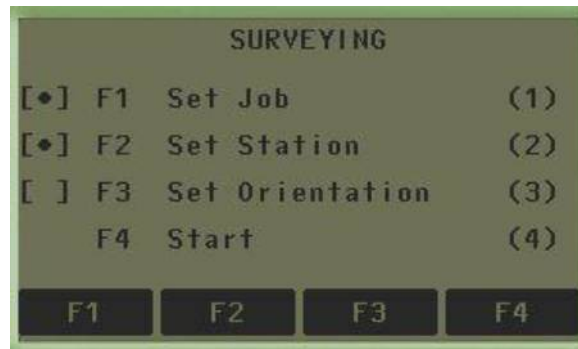 SURVEYING
[•] F1 Set Job (1)
[•] F2 Set Station (2)
[ ] F3 Set Orientation (3)
F4 Start (4)
F1 F2 F3 F4